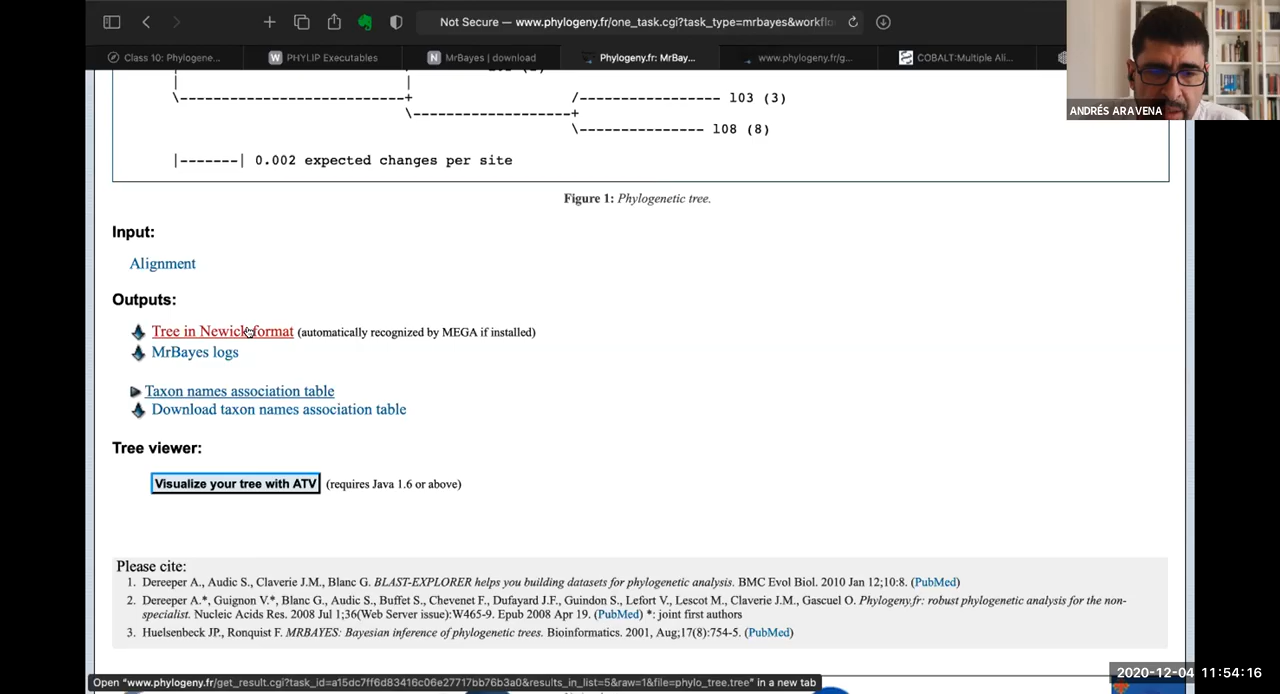 Not Secure — www.phylogeny.fr/one_task.cgi?task_type=mrbayes&workflo
Class 10: Phylogene...
PHYLIP Executables
MrBayes | download
Phylogeny.fr: MrBay...
www.phylogeny.fr/g...
COBALT:Multiple Ali...
ANDRÉS ARAVENA
/---------------- 103 (3)
\--------------------------+
\------------------+
\-------------- 108 (8)
|-------| 0.002 expected changes per site
Figure 1: Phylogenetic tree.
Input:
Alignment
Outputs:
Tree in Newick format (automatically recognized by MEGA if installed)
MrBayes logs
Taxon names association table
Download taxon names association table
Tree viewer:
Visualize your tree with ATV (requires Java 1.6 or above)
Please cite:
1. Dereeper A., Audic S., Claverie J.M., Blanc G. BLAST-EXPLORER helps you building datasets for phylogenetic analysis. BMC Evol Biol. 2010 Jan 12;10:8. (PubMed)
2. Dereeper A.*, Guignon V.*, Blanc G., Audic S., Buffet S., Chevenet F., Dufayard J.F., Guindon S., Lefort V., Lescot M., Claverie J.M., Gascuel O. Phylogeny.fr: robust phylogenetic analysis for the non-
specialist. Nucleic Acids Res. 2008 Jul 1;36(Web Server issue):W465-9. Epub 2008 Apr 19. (PubMed) *: joint first authors
3. Huelsenbeck JP., Ronquist F. MRBAYES: Bayesian inference of phylogenetic trees. Bioinformatics. 2001, Aug;17(8):754-5. (PubMed)
2020-12-04 11:54:16
Open "www.phylogeny.fr/get_result.cgi?task_id=a15dc7ff6d83416c06e27717bb76b3a0&results_in_list=5&raw=1&file=phylo_tree.tree" in a new tab